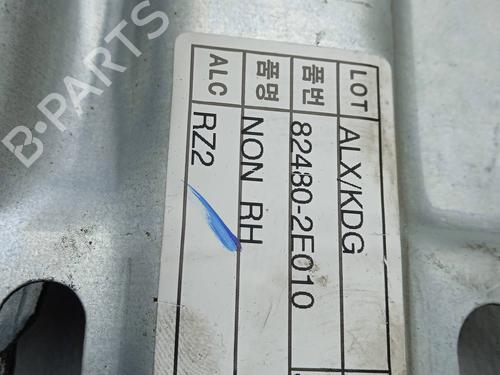 LOT ALX/KDG
품번 82480-2E010
품명 NON RH
ALC RZ2
B-PARTS